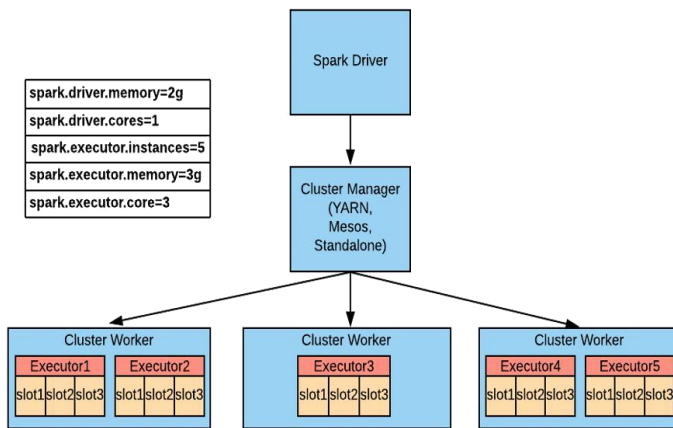 Spark Driver
spark.driver.memory=2g
spark.driver.cores=1
spark.executor.instances=5
spark.executor.memory=3g
spark.executor.core=3
Cluster Manager
(YARN,
Mesos,
Standalone)
Cluster Worker
Executor1 Executor2
slot1 slot2 slot3 slot1 slot2 slot3
Cluster Worker
Executor3
slot1 slot2 slot3
Cluster Worker
Executor4 Executor5
slot1 slot2 slot3 slot1 slot2 slot3